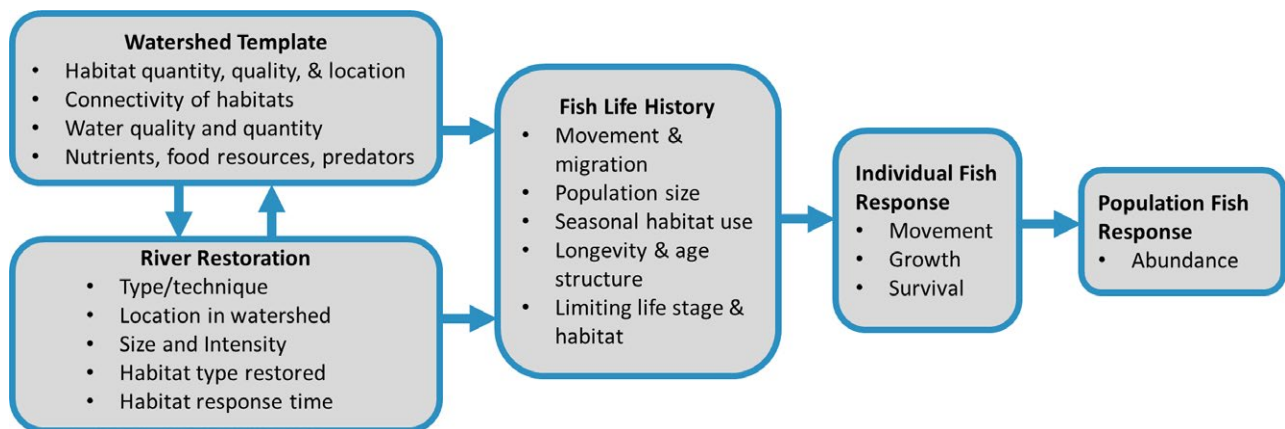 Watershed Template
• Habitat quantity, quality, & location
• Connectivity of habitats
• Water quality and quantity
• Nutrients, food resources, predators
River Restoration
• Type/technique
• Location in watershed
• Size and Intensity
• Habitat type restored
• Habitat response time
Fish Life History
• Movement &
migration
• Population size
• Seasonal habitat use
• Longevity & age
structure
• Limiting life stage &
habitat
Individual Fish
Response
• Movement
• Growth
• Survival
Population Fish
Response
• Abundance